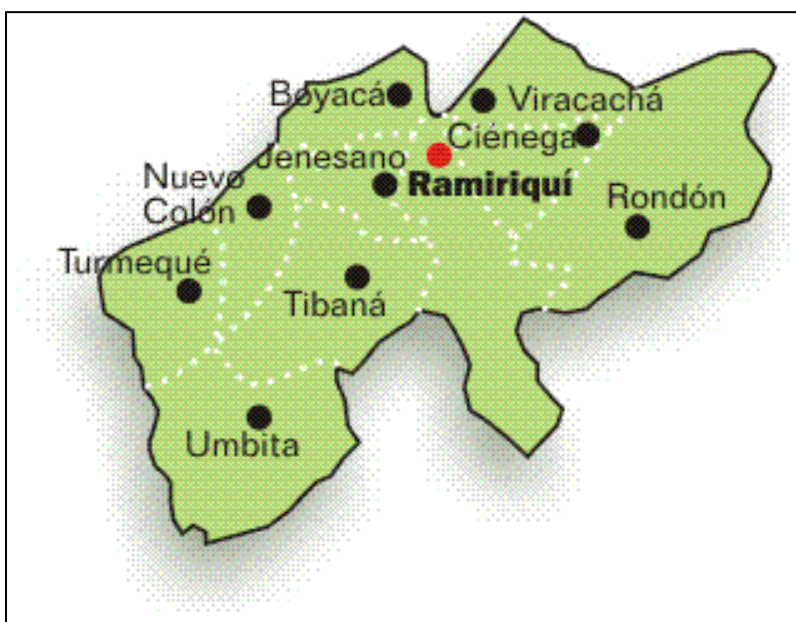 Boyacá
Viracachá
Ciénega
Jenesano
Nuevo
Colón
Ramiriquí
Rondón
Turmequé
Tibaná
Umbita